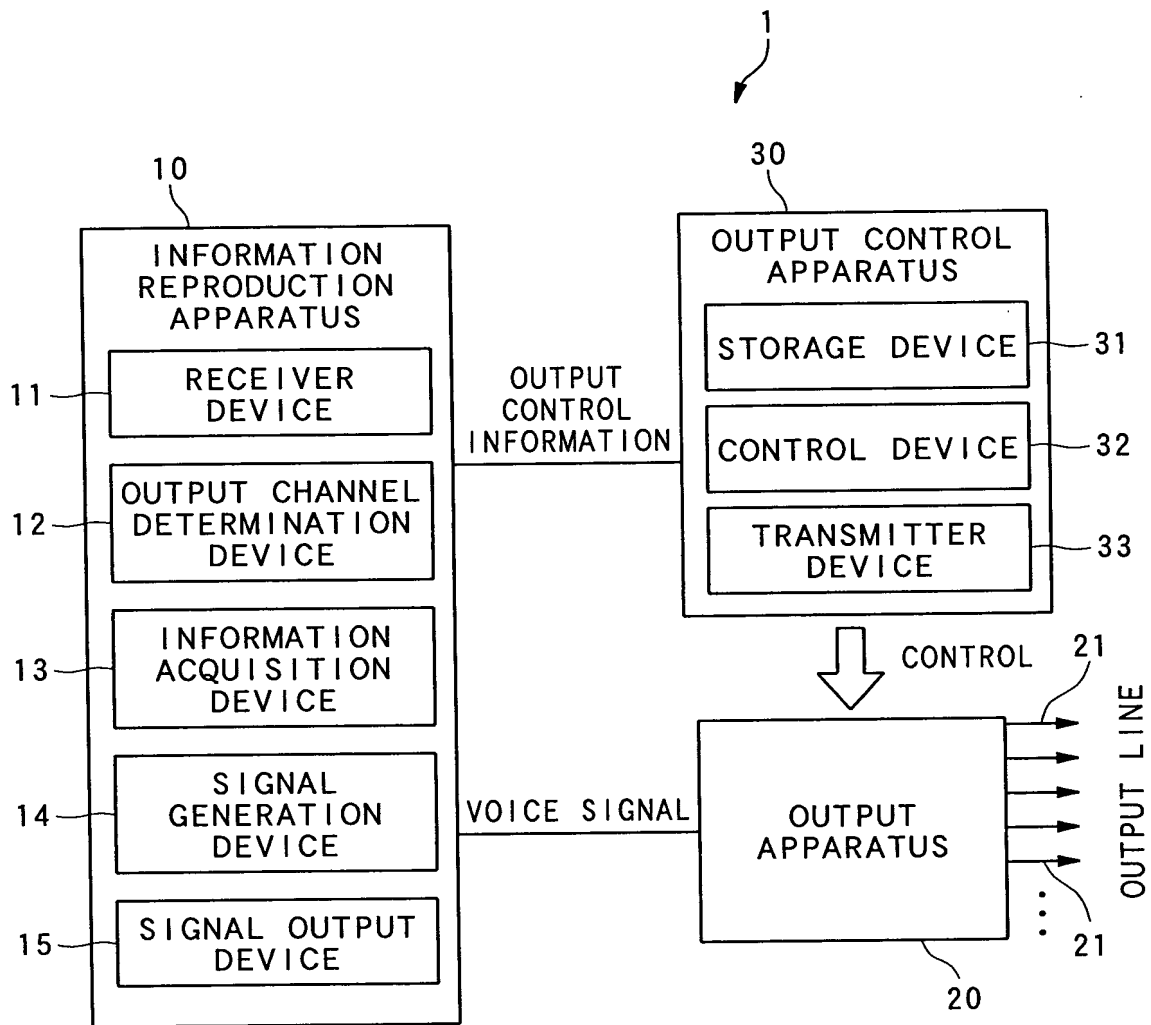 1
10
INFORMATION
REPRODUCTION
APPARATUS
11
RECEIVER
DEVICE
12
OUTPUT CHANNEL
DETERMINATION
DEVICE
13
INFORMATION
ACQUISITION
DEVICE
14
SIGNAL
GENERATION
DEVICE
15
SIGNAL OUTPUT
DEVICE
OUTPUT
CONTROL
INFORMATION
VOICE SIGNAL
30
OUTPUT CONTROL
APPARATUS
STORAGE DEVICE
31
CONTROL DEVICE
32
TRANSMITTER
DEVICE
33
CONTROL
OUTPUT
APPARATUS
20
21
21
OUTPUT LINE